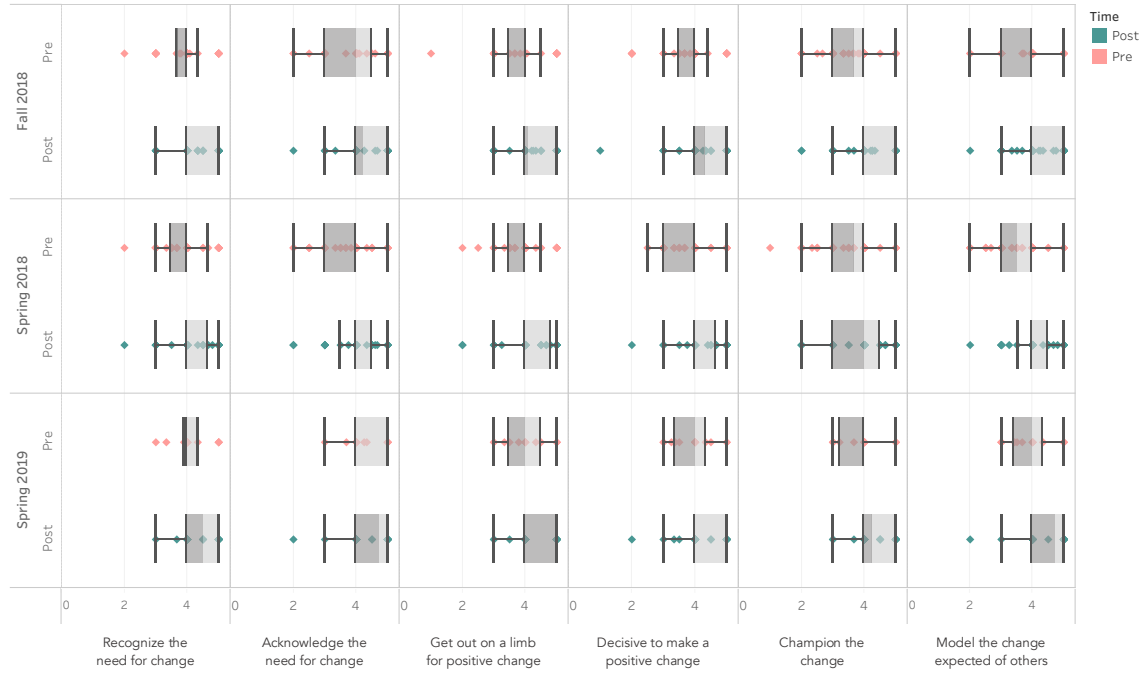 Time
Post
Pre
Fall 2018
Pre
Post
Spring 2018
Pre
Post
Spring 2019
Pre
Post
0 2 4 0 2 4 0 2 4 0 2 4 0 2 4 0 2 4
Recognize the
need for change
Acknowledge the
need for change
Get out on a limb
for positive change
Decisive to make a
positive change
Champion the
change
Model the change
expected of others